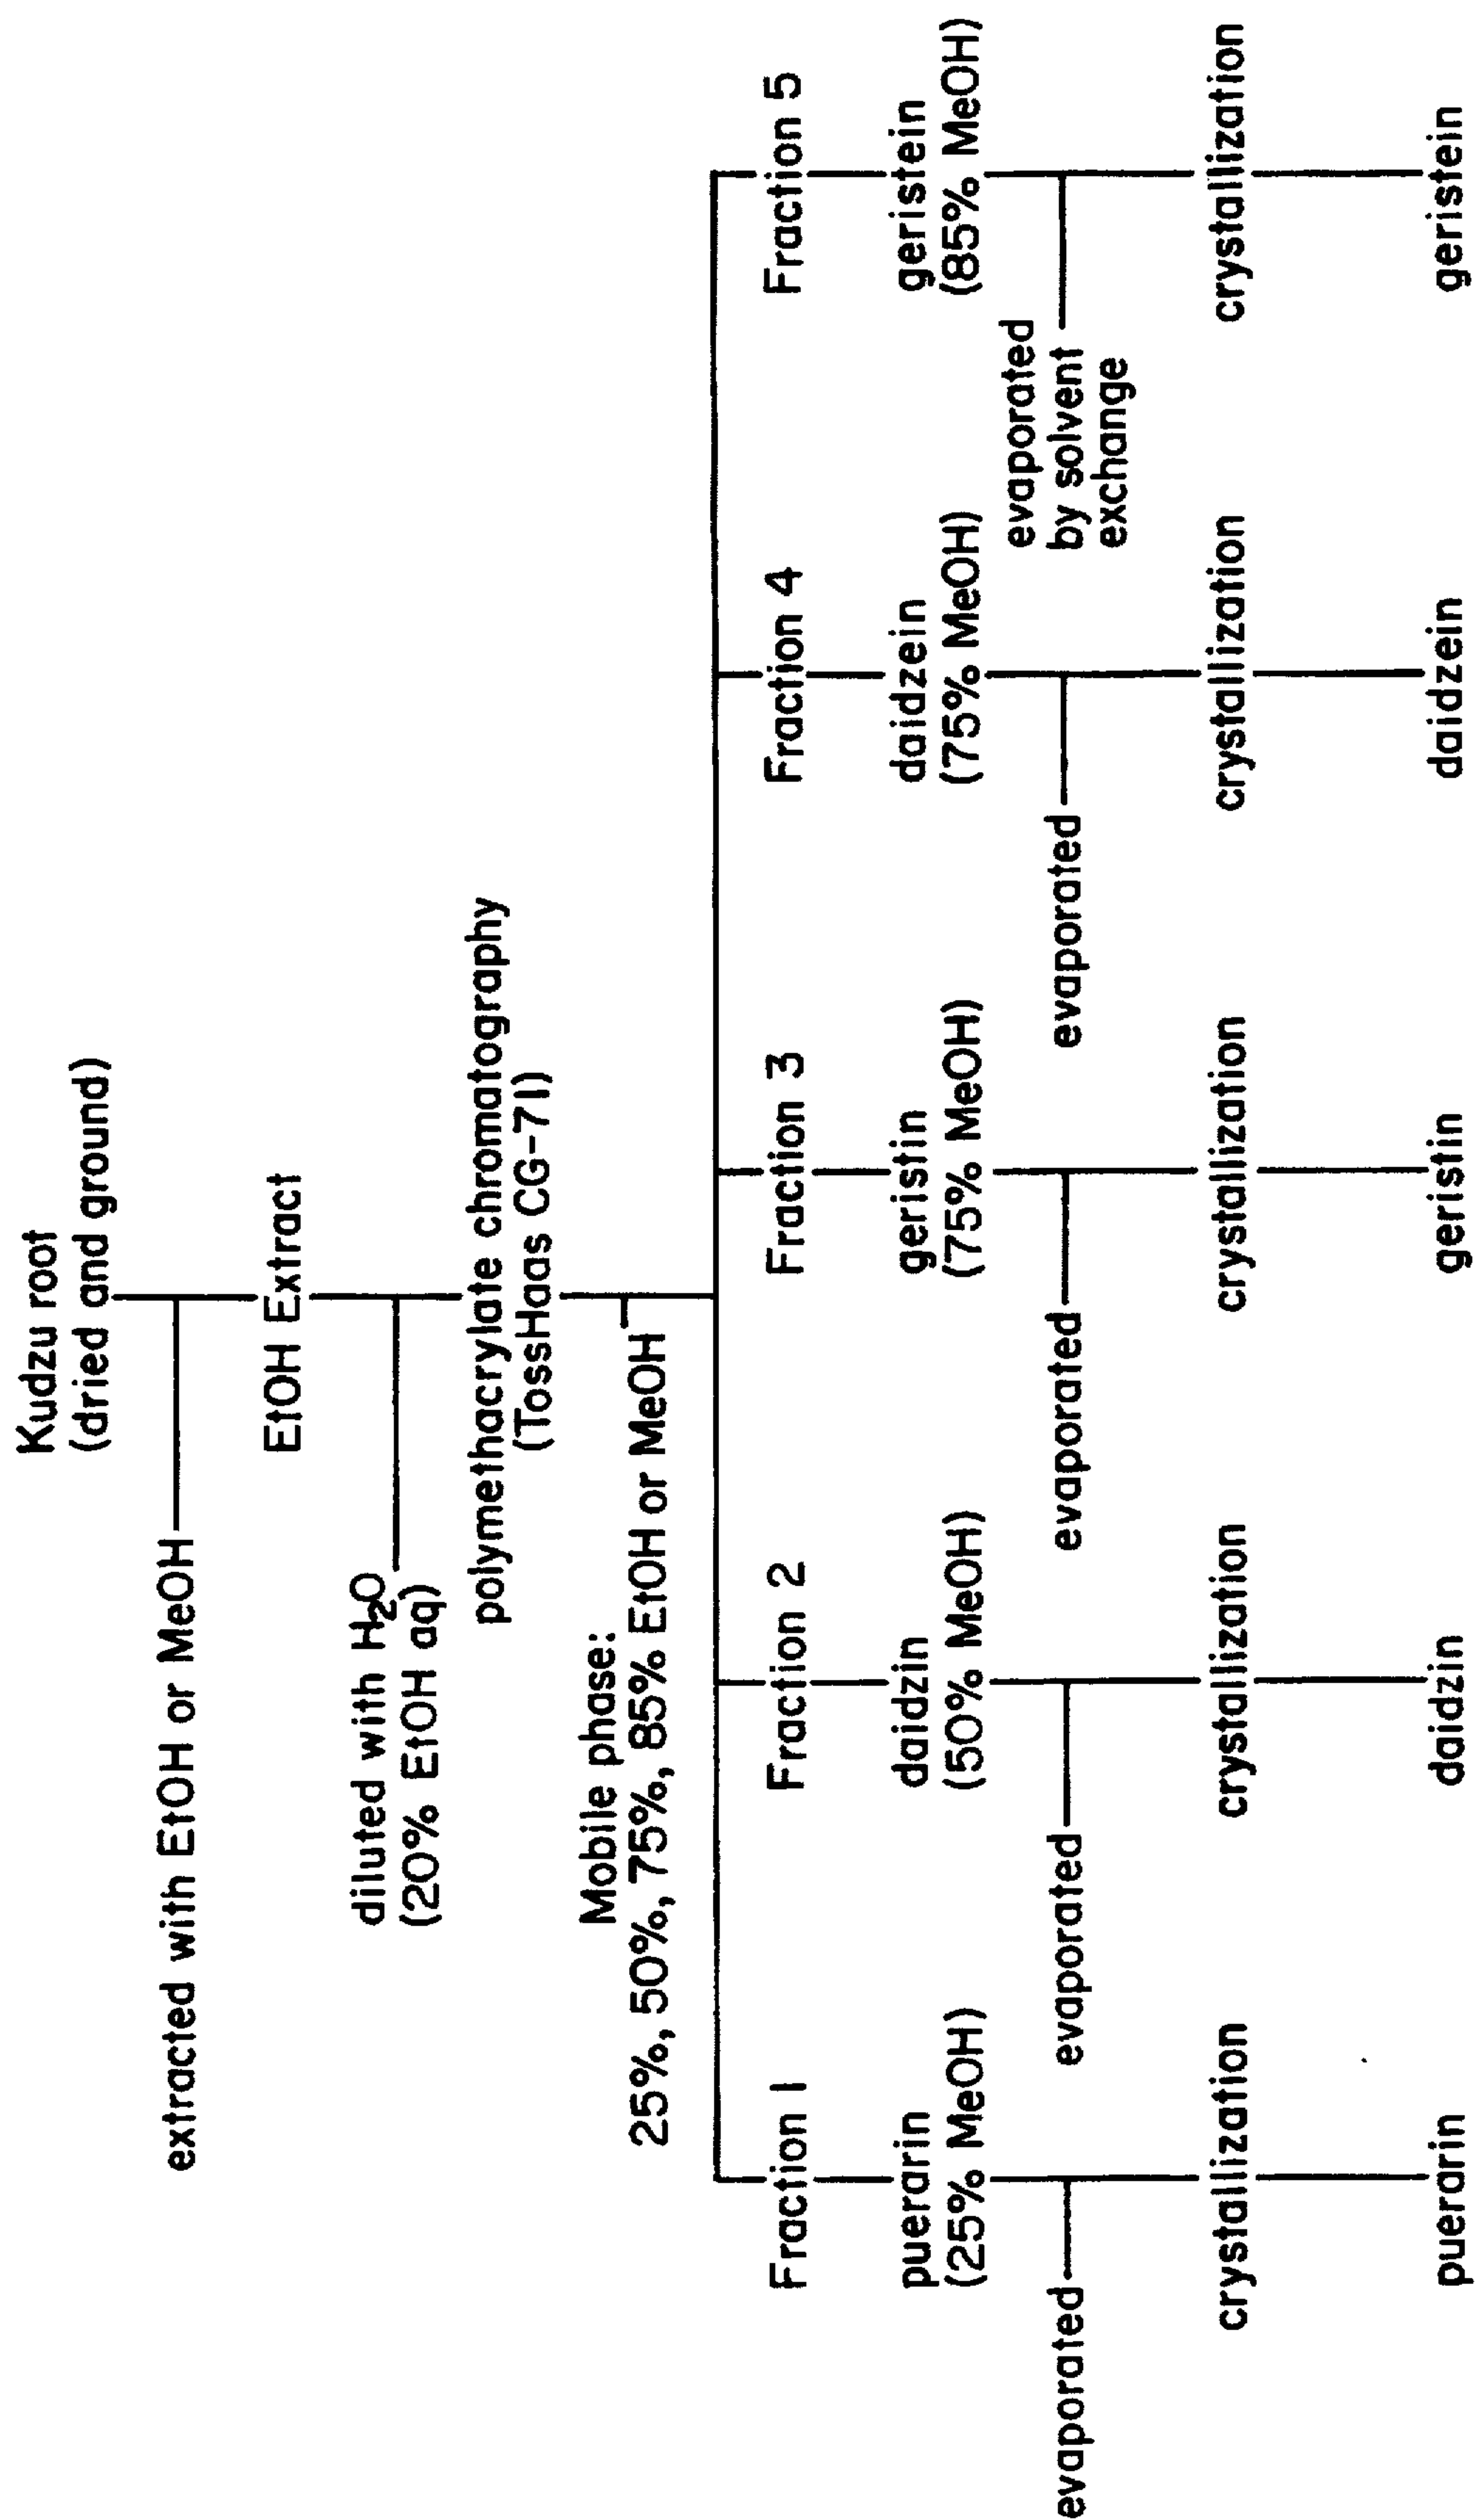 Kudzu root
(dried and ground)
extracted with EtOH or MeOH
EtOH Extract
diluted with H2O
(20% EtOH aq)
polymethacrylate chromatography
(TossHaas CG-71)
Mobile phase:
25%, 50%, 75%, 85% EtOH or MeOH
Fraction 1
puerarin
(25% MeOH)
evaporated
crystallization
puerarin
Fraction 2
daidzin
(50% MeOH)
evaporated
crystallization
daidzin
Fraction 3
geristin
(75% MeOH)
evaporated
crystallization
geristin
Fraction 4
daidzein
(75% MeOH)
evaporated
crystallization
daidzein
Fraction 5
geristein
(85% MeOH)
evaporated
by solvent
exchange
crystallization
geristein